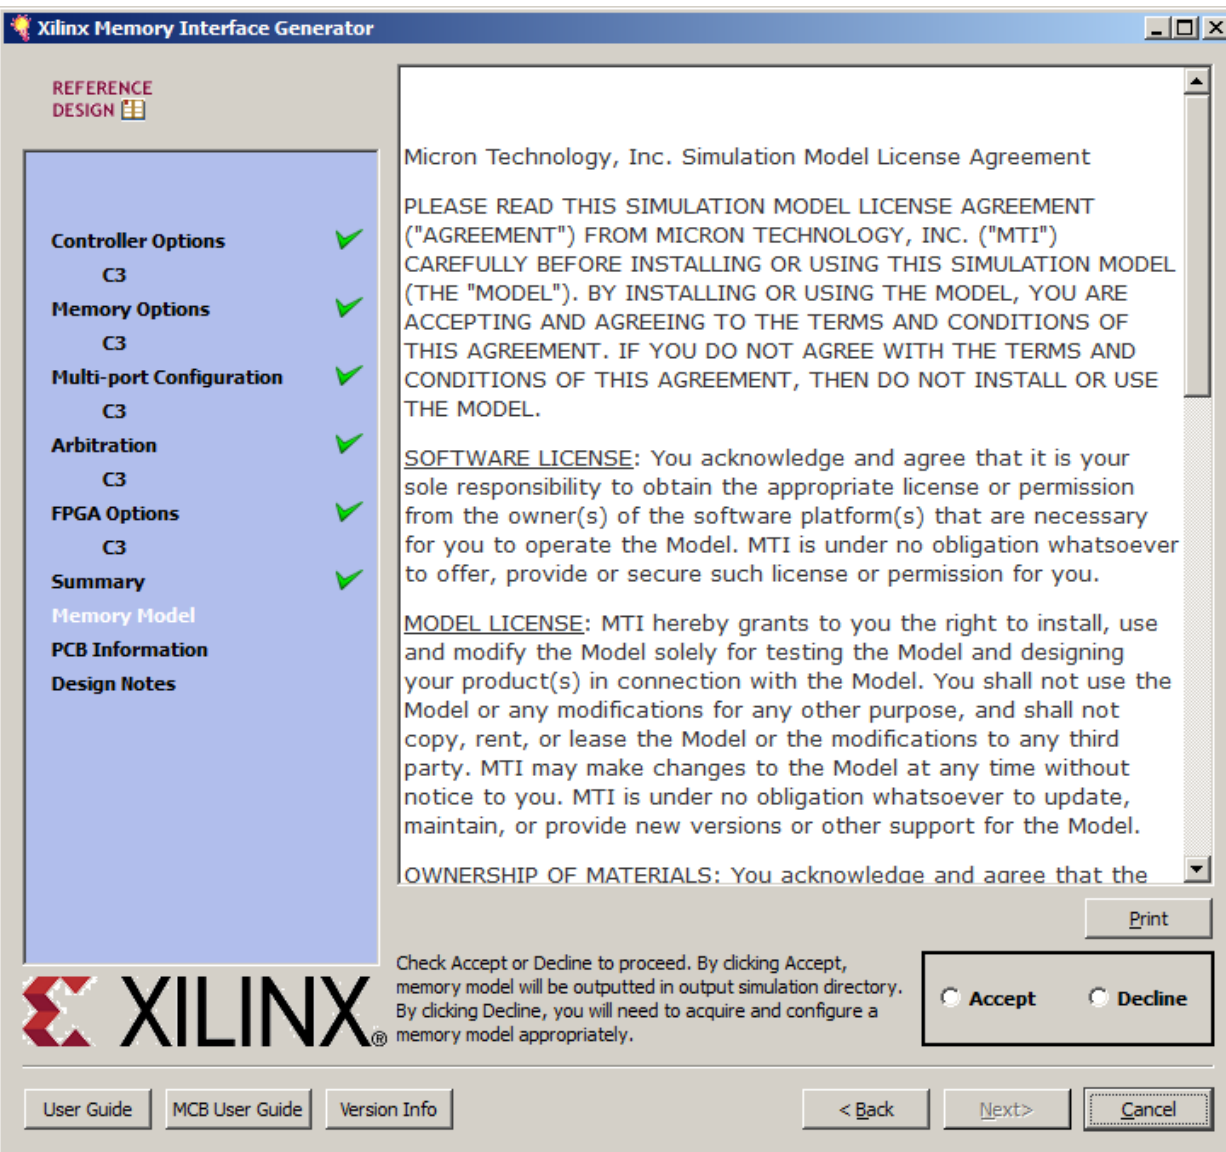 Xilinx Memory Interface Generator
REFERENCE
DESIGN
Controller Options
C3
Memory Options
C3
Multi-port Configuration
C3
Arbitration
C3
FPGA Options
C3
Summary
Memory Model
PCB Information
Design Notes
Micron Technology, Inc. Simulation Model License Agreement
PLEASE READ THIS SIMULATION MODEL LICENSE AGREEMENT
("AGREEMENT") FROM MICRON TECHNOLOGY, INC. ("MTI")
CAREFULLY BEFORE INSTALLING OR USING THIS SIMULATION MODEL
(THE "MODEL"). BY INSTALLING OR USING THE MODEL, YOU ARE
ACCEPTING AND AGREEING TO THE TERMS AND CONDITIONS OF
THIS AGREEMENT. IF YOU DO NOT AGREE WITH THE TERMS AND
CONDITIONS OF THIS AGREEMENT, THEN DO NOT INSTALL OR USE
THE MODEL.
SOFTWARE LICENSE: You acknowledge and agree that it is your
sole responsibility to obtain the appropriate license or permission
from the owner(s) of the software platform(s) that are necessary
for you to operate the Model. MTI is under no obligation whatsoever
to offer, provide or secure such license or permission for you.
MODEL LICENSE: MTI hereby grants to you the right to install, use
and modify the Model solely for testing the Model and designing
your product(s) in connection with the Model. You shall not use the
Model or any modifications for any other purpose, and shall not
copy, rent, or lease the Model or the modifications to any third
party. MTI may make changes to the Model at any time without
notice to you. MTI is under no obligation whatsoever to update,
maintain, or provide new versions or other support for the Model.
OWNERSHIP OF MATERIALS: You acknowledge and agree that the
Print
XILINX®
Check Accept or Decline to proceed. By clicking Accept,
memory model will be outputted in output simulation directory.
By clicking Decline, you will need to acquire and configure a
memory model appropriately.
Accept
Decline
User Guide
MCB User Guide
Version Info
< Back
Next>
Cancel